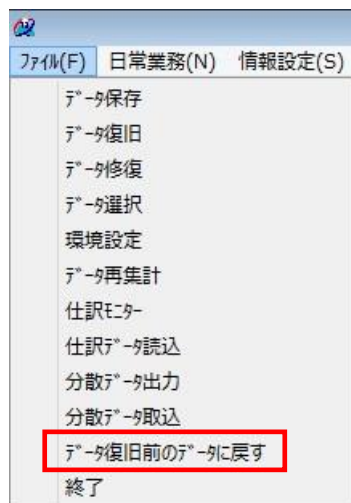 ﾌｧｲﾙ(F) 日常業務(N) 情報設定(S)
ﾃﾞｰﾀ保存
ﾃﾞｰﾀ復旧
ﾃﾞｰﾀ修復
ﾃﾞｰﾀ選択
環境設定
ﾃﾞｰﾀ再集計
仕訳ﾓﾆﾀｰ
仕訳ﾃﾞｰﾀ読込
分散ﾃﾞｰﾀ出力
分散ﾃﾞｰﾀ取込
ﾃﾞｰﾀ復旧前のﾃﾞｰﾀに戻す
終了